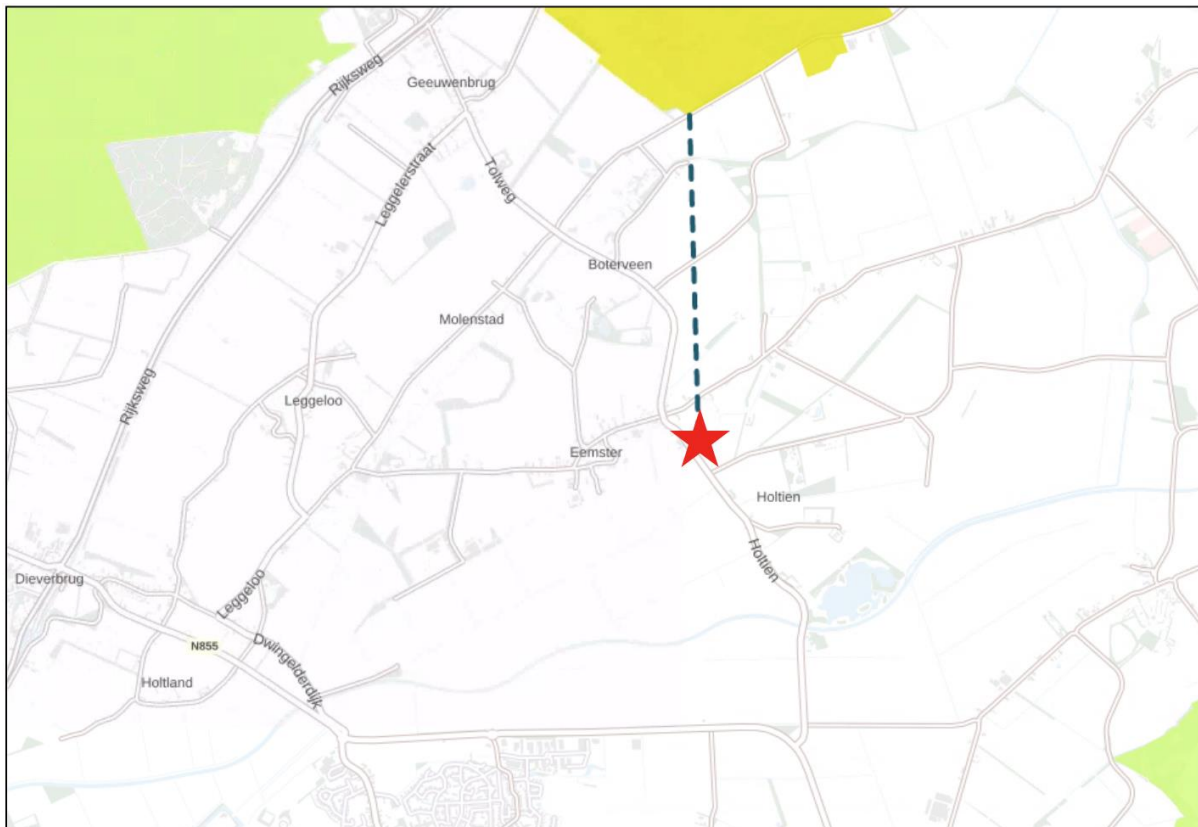 Rijksweg
Geeuwenbrug
Leggelerstraat
Tolweg
Boterveen
Molenstad
Rijksweg
Leggeloo
Eemster
Holtien
Holtien
Dieverbrug
Leggeloo
N855
Dwingelderdijk
Holtland